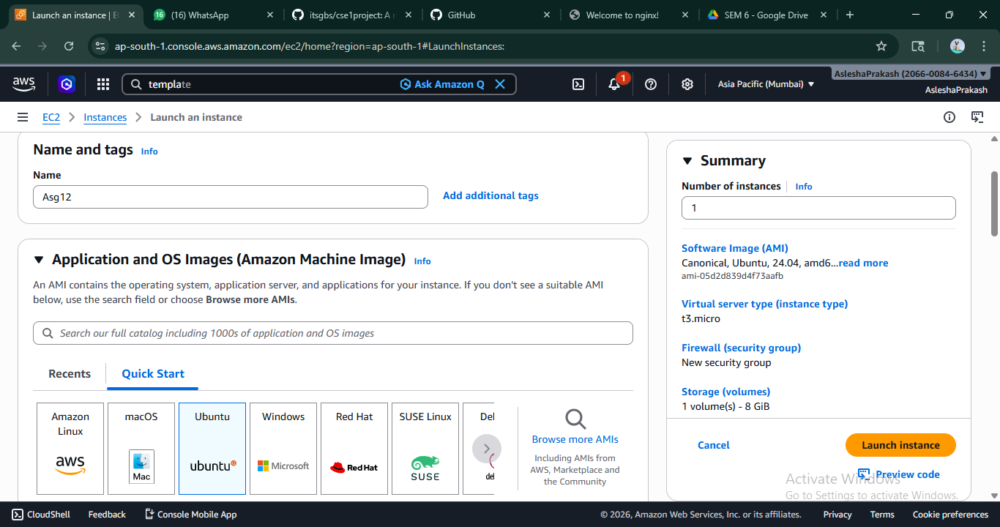 Launch an instance | E
(16) WhatsApp
itsgbs/cse1project: A
GitHub
Welcome to nginx!
SEM 6 - Google Drive
ap-south-1.console.aws.amazon.com/ec2/home?region=ap-south-1#LaunchInstances:
aws
template
Ask Amazon Q
1
Asia Pacific (Mumbai)
AsleshaPrakash (2066-0084-6434)
AsleshaPrakash
EC2 > Instances > Launch an instance
Name and tags Info
Name
Asg12
Add additional tags
Application and OS Images (Amazon Machine Image) Info
An AMI contains the operating system, application server, and applications for your instance. If you don't see a suitable AMI
below, use the search field or choose Browse more AMIs.
Search our full catalog including 1000s of application and OS images
Recents
Quick Start
Amazon
Linux
aws
macOS
Mac
Ubuntu
ubuntu
Windows
Microsoft
Red Hat
Red Hat
SUSE Linux
SUSE
Browse more AMIs
Including AMIs from
AWS, Marketplace and
the Community
Summary
Number of instances Info
1
Software Image (AMI)
Canonical, Ubuntu, 24.04, amd6...read more
ami-05d2d839d4f73aafb
Virtual server type (instance type)
t3.micro
Firewall (security group)
New security group
Storage (volumes)
1 volume(s) - 8 GiB
Cancel
Launch instance
Preview code
Activate Windows
Go to Settings to activate Windows.
CloudShell
Feedback
Console Mobile App
© 2026, Amazon Web Services, Inc. or its affiliates.
Privacy
Terms
Cookie preferences